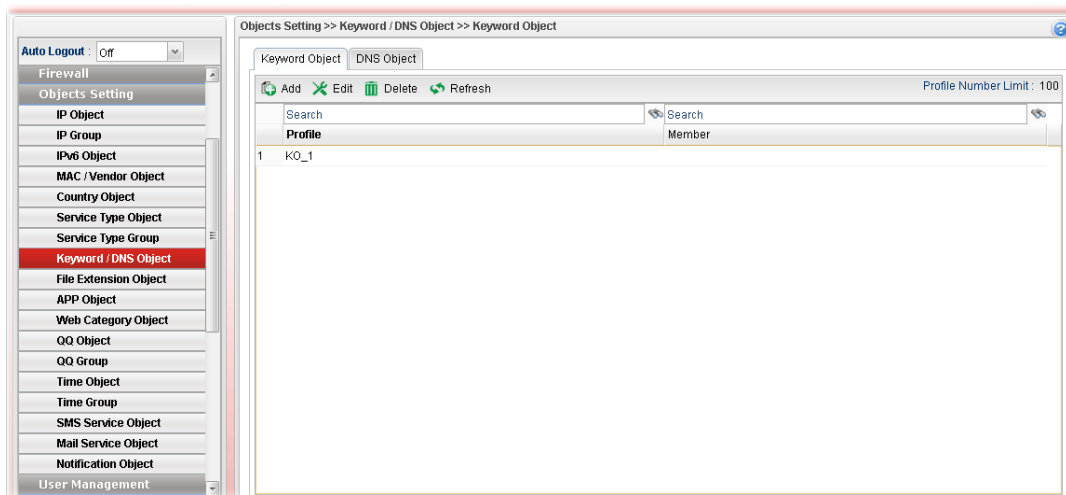 Objects Setting >> Keyword / DNS Object >> Keyword Object
Auto Logout : Off
Firewall
Objects Setting
IP Object
IP Group
IPv6 Object
MAC / Vendor Object
Country Object
Service Type Object
Service Type Group
Keyword / DNS Object
File Extension Object
APP Object
Web Category Object
QQ Object
QQ Group
Time Object
Time Group
SMS Service Object
Mail Service Object
Notification Object
User Management
Keyword Object DNS Object
Add Edit Delete Refresh Profile Number Limit : 100
Search Search
Profile Member
1 KO_1